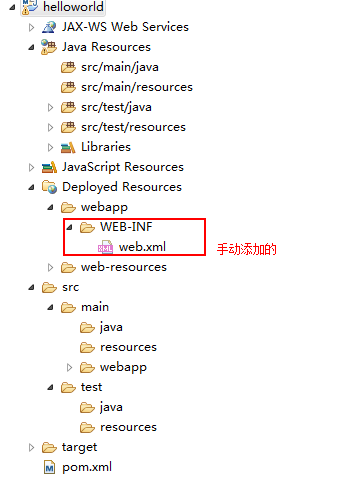 helloworld
JAX-WS Web Services
Java Resources
src/main/java
src/main/resources
src/test/java
src/test/resources
Libraries
JavaScript Resources
Deployed Resources
webapp
WEB-INF
web.xml 手动添加的
web-resources
src
main
java
resources
webapp
test
java
resources
target
pom.xml